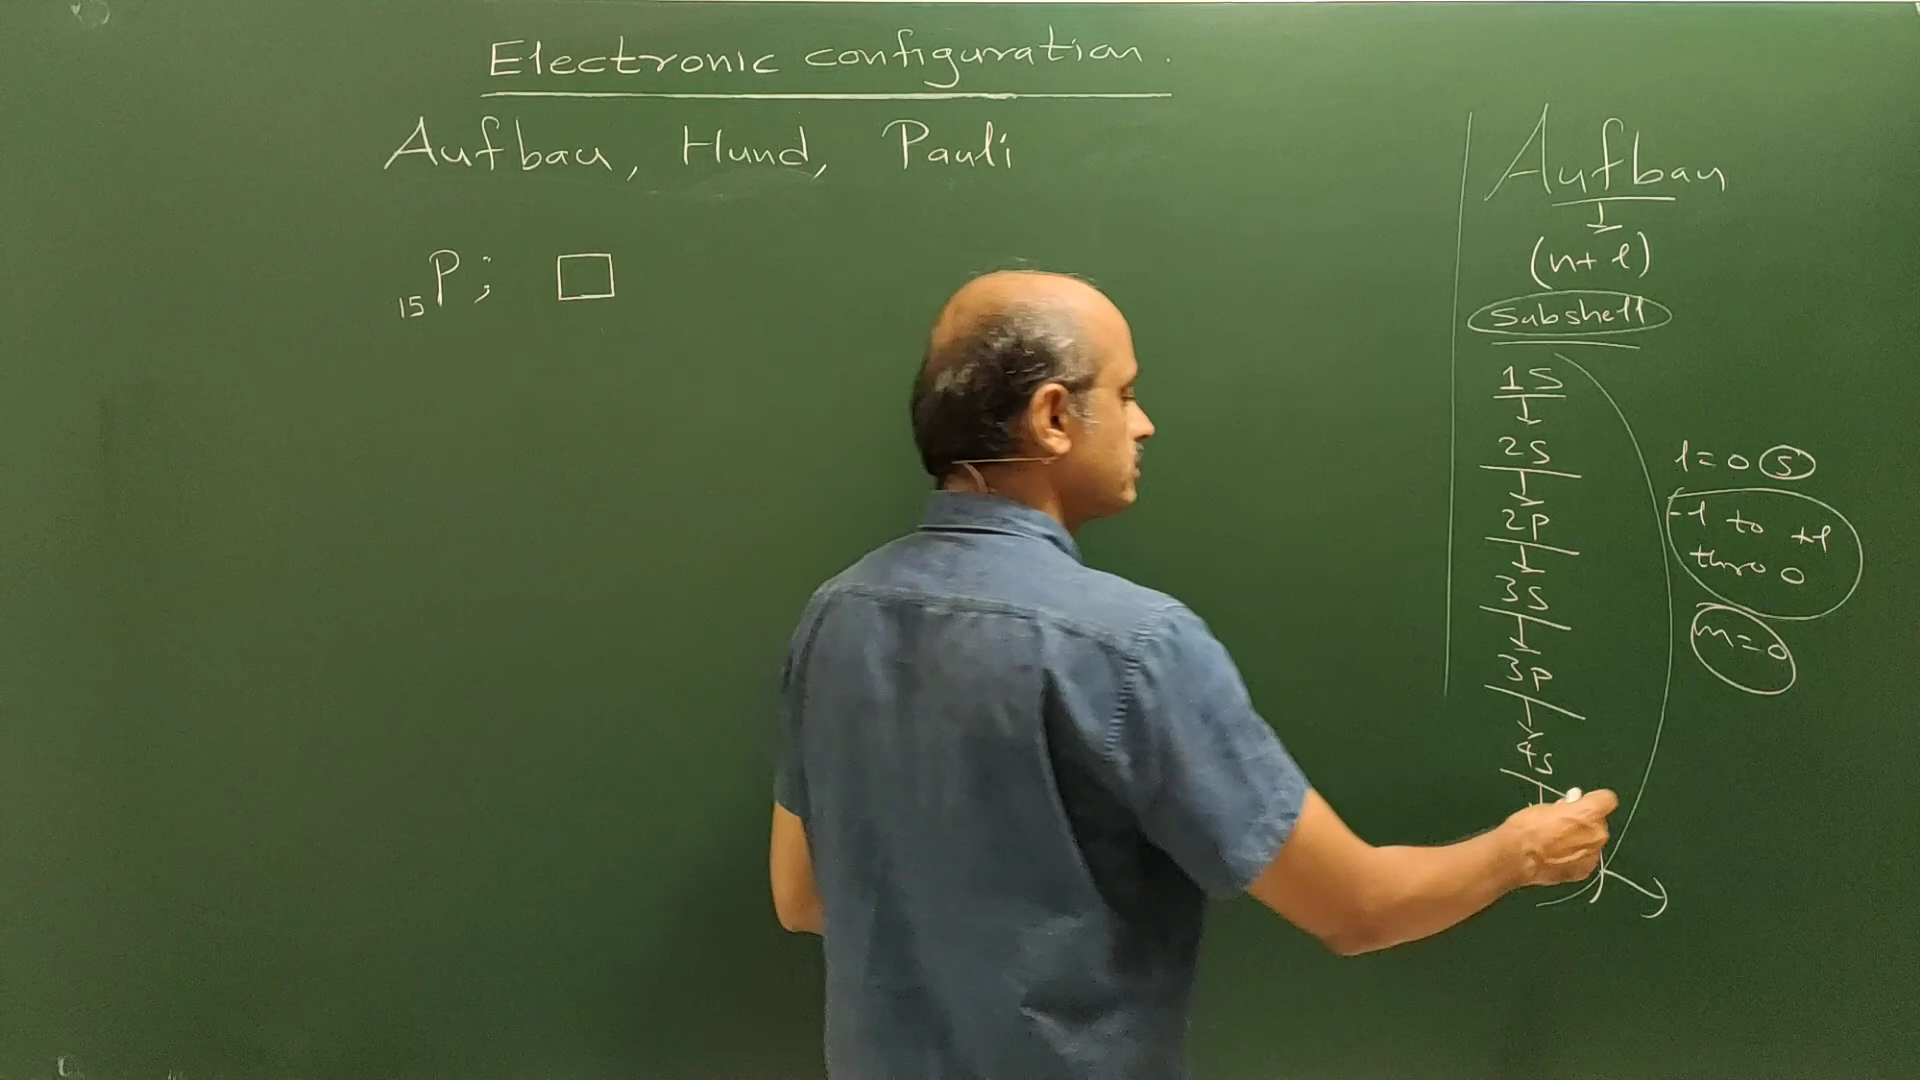 Electronic configuration.
Aufbau, Hund, Pauli
15P;
Aufbau
(n+l)
Subshell
1s
2s
2p
3s
3p
4s
l=0 s
-l to +l
thro 0
m=0